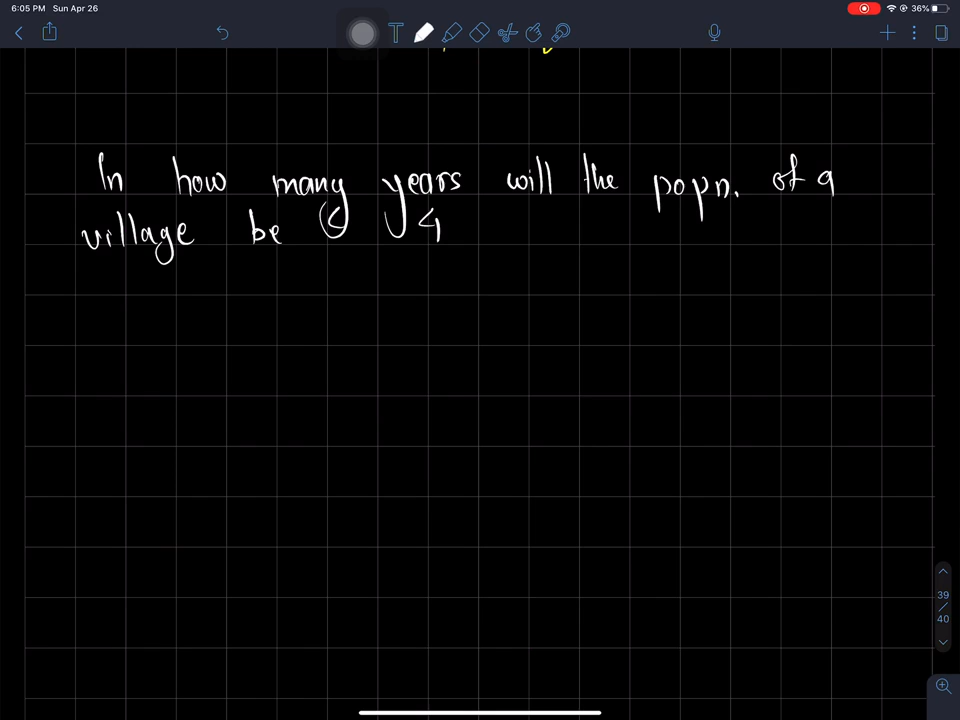 6:05 PM Sun Apr 26
36%
T
In how many years will the popn. of a
village be
39
/
40